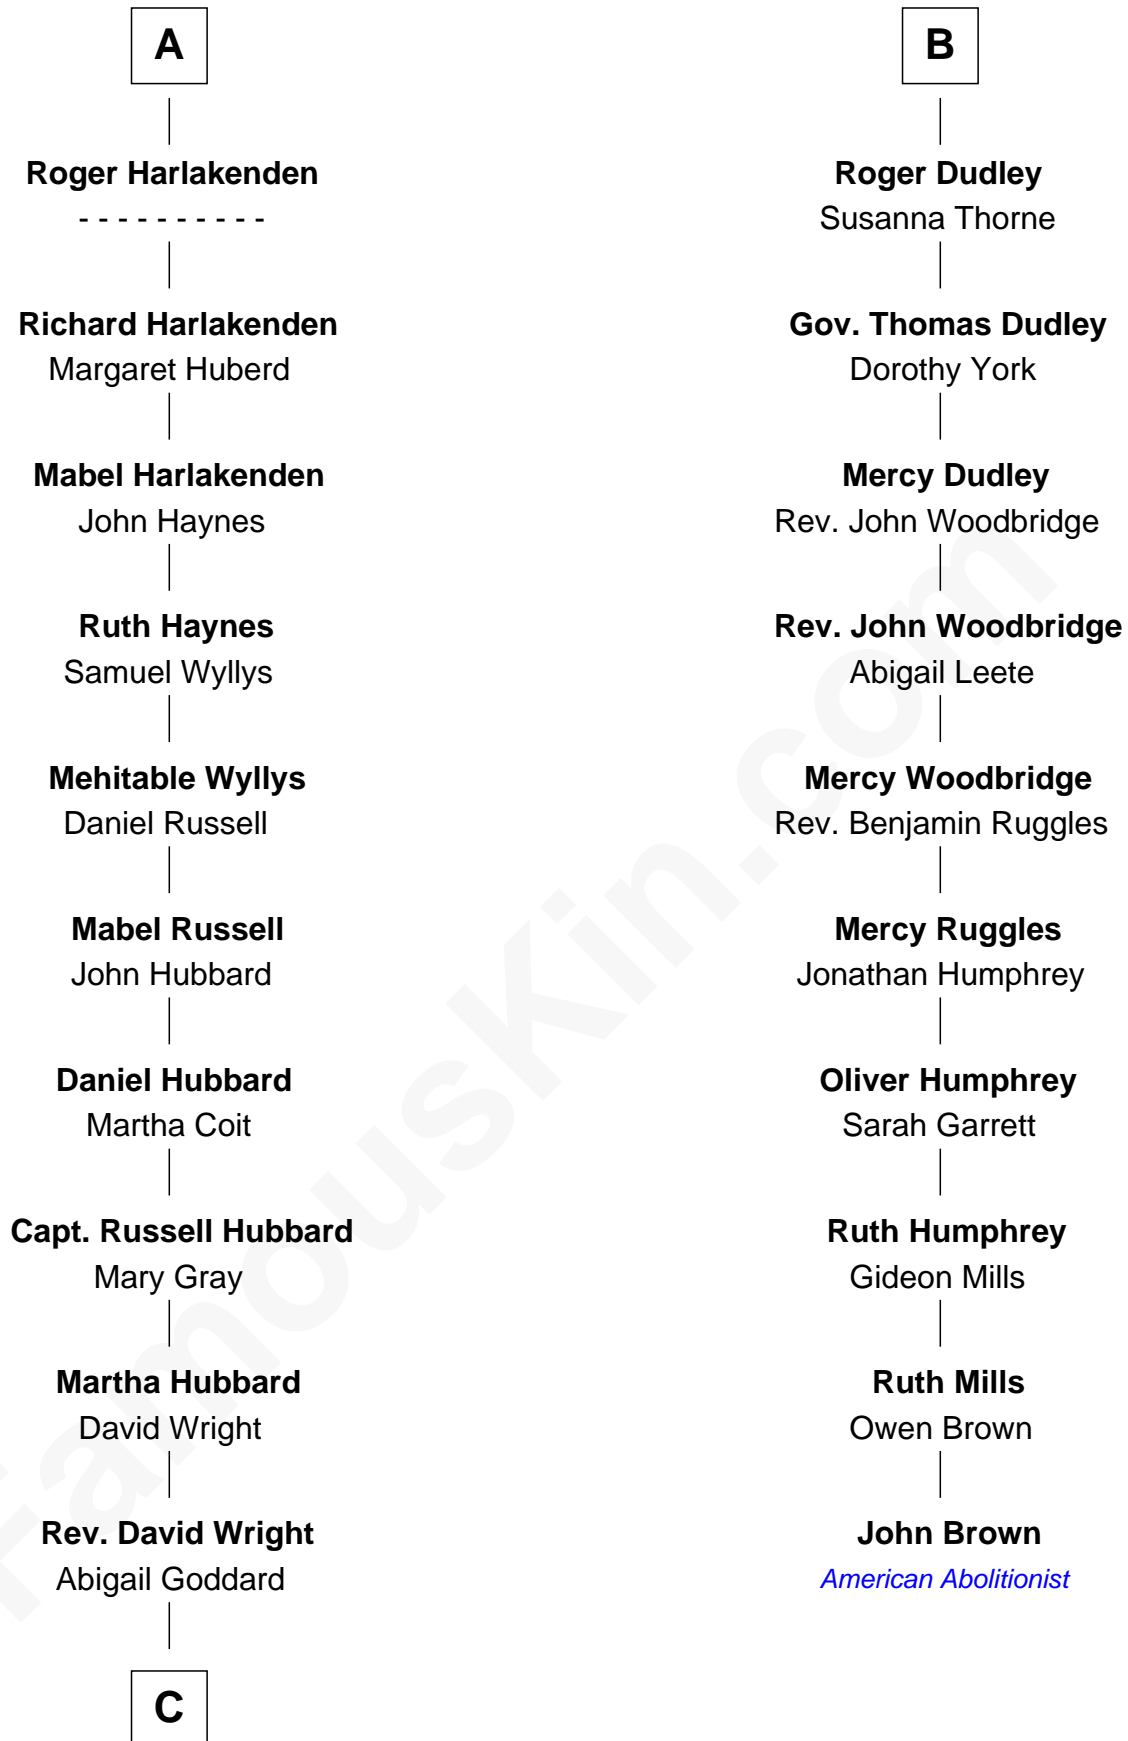 A
Roger Harlakenden
- - - - - - - - - -
Richard Harlakenden
Margaret Huberd
Mabel Harlakenden
John Haynes
Ruth Haynes
Samuel Wyllys
Mehitable Wyllys
Daniel Russell
Mabel Russell
John Hubbard
Daniel Hubbard
Martha Coit
Capt. Russell Hubbard
Mary Gray
Martha Hubbard
David Wright
Rev. David Wright
Abigail Goddard
C
B
Roger Dudley
Susanna Thorne
Gov. Thomas Dudley
Dorothy York
Mercy Dudley
Rev. John Woodbridge
Rev. John Woodbridge
Abigail Leete
Mercy Woodbridge
Rev. Benjamin Ruggles
Mercy Ruggles
Jonathan Humphrey
Oliver Humphrey
Sarah Garrett
Ruth Humphrey
Gideon Mills
Ruth Mills
Owen Brown
John Brown
American Abolitionist
FamousKin.com